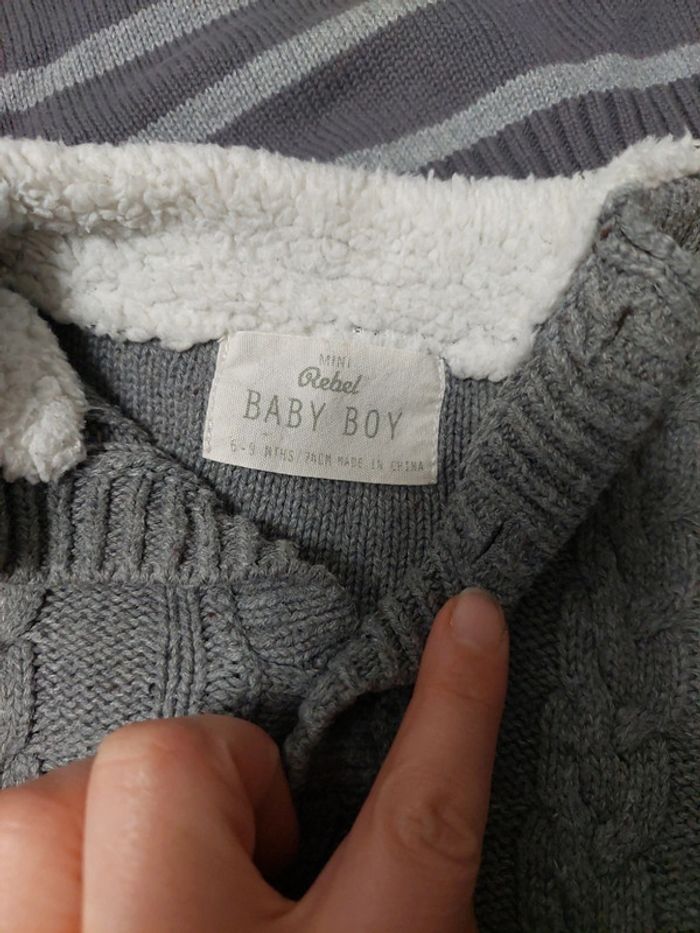 MINI
Rebel
BABY BOY
6-9 MTHS/74CM MADE IN CHINA